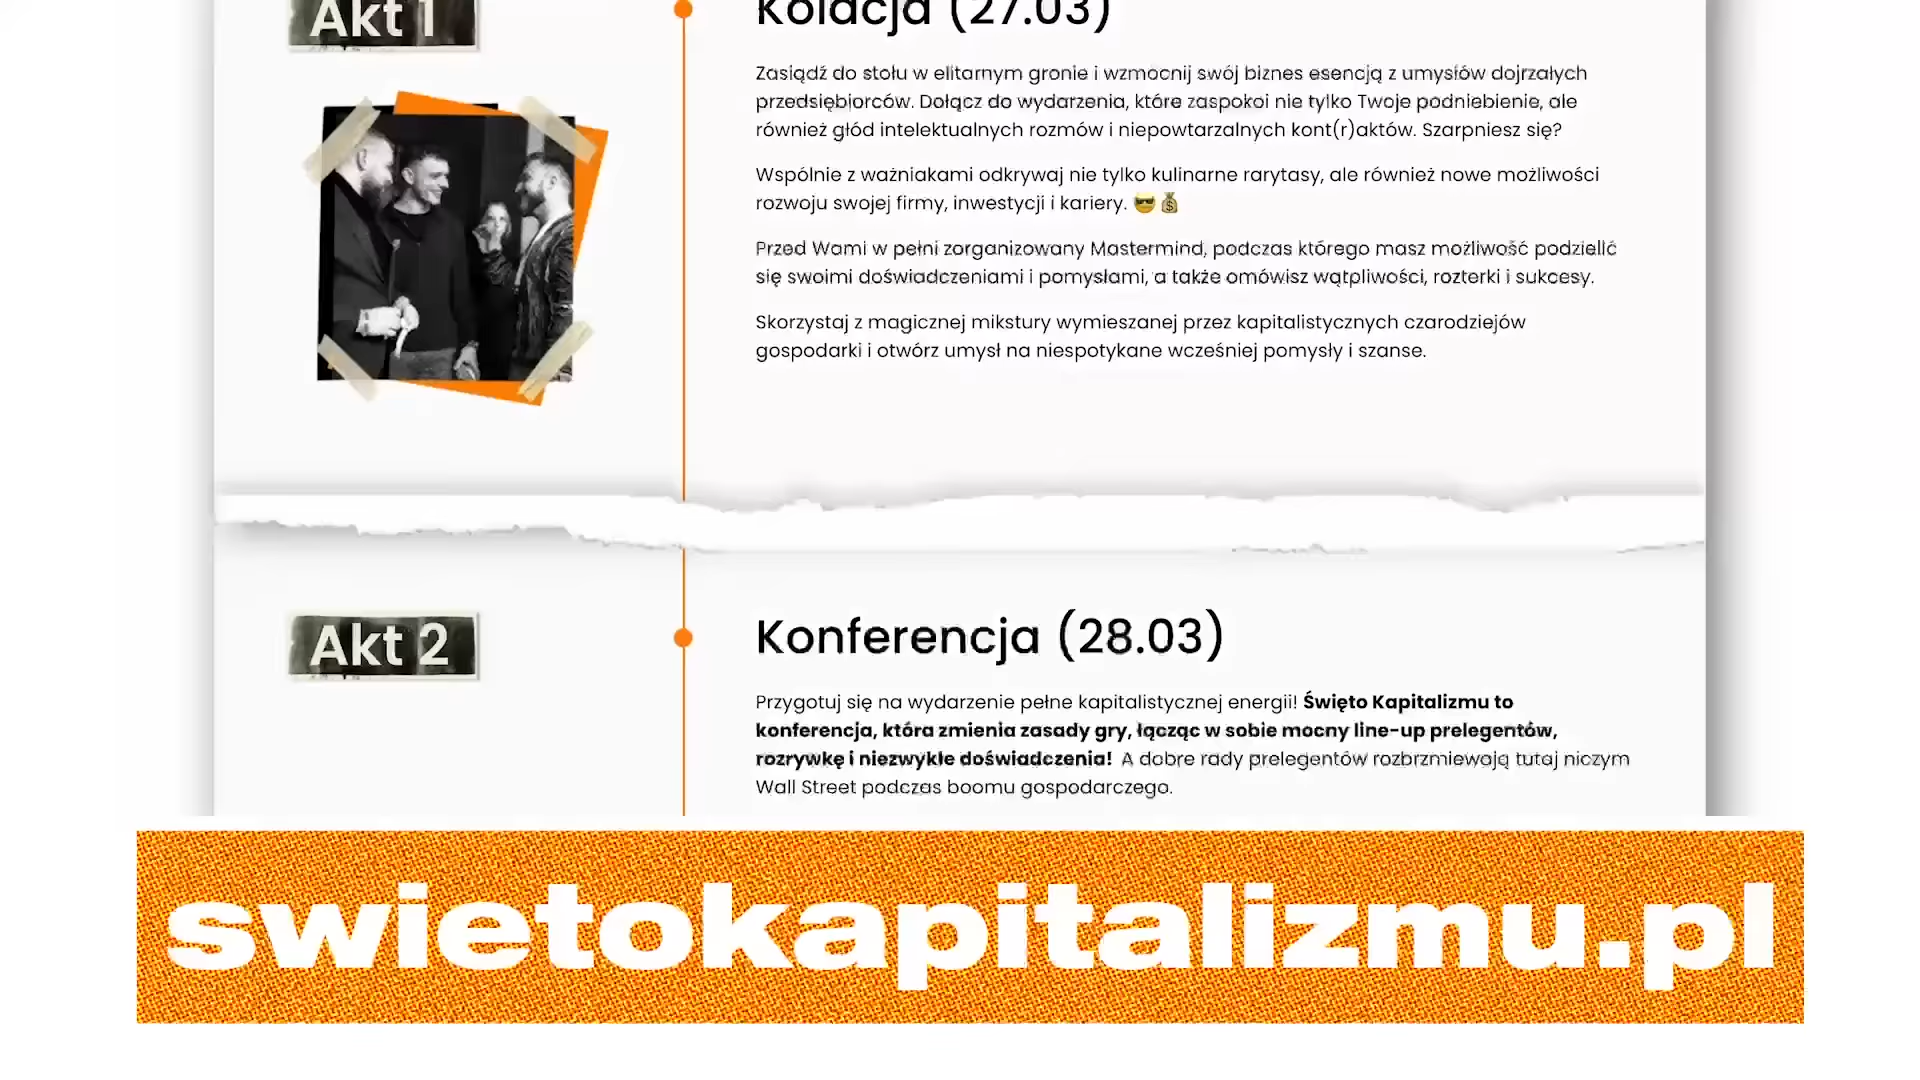 Akt 1
Kolacja (27.03)
Zasiądź do stołu w elitarnym gronie i wzmocnij swój biznes esencją z umysłów dojrzałych
przedsiębiorców. Dołącz do wydarzenia, które zaspokoi nie tylko Twoje podniebienie, ale
również głód intelektualnych rozmów i niepowtarzalnych kont(r)aktów. Szarpniesz się?
Wspólnie z ważniakami odkrywaj nie tylko kulinarne rarytasy, ale również nowe możliwości
rozwoju swojej firmy, inwestycji i kariery. 😎💰
Przed Wami w pełni zorganizowany Mastermind, podczas którego masz możliwość podzielić
się swoimi doświadczeniami i pomysłami, a także omówisz wątpliwości, rozterki i sukcesy.
Skorzystaj z magicznej mikstury wymieszanej przez kapitalistycznych czarodziejów
gospodarki i otwórz umysł na niespotykane wcześniej pomysły i szanse.
Akt 2
Konferencja (28.03)
Przygotuj się na wydarzenie pełne kapitalistycznej energii! Święto Kapitalizmu to
konferencja, która zmienia zasady gry, łącząc w sobie mocny line-up prelegentów,
rozrywkę i niezwykłe doświadczenia! A dobre rady prelegentów rozbrzmiewają tutaj niczym
Wall Street podczas boomu gospodarczego.
swietokapitalizmu.pl